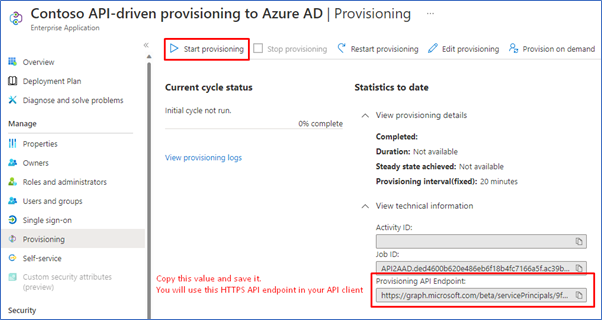 Contoso API-driven provisioning to Azure AD | Provisioning ...
Enterprise Application
Start provisioning Stop provisioning Restart provisioning Edit provisioning Provision on demand
Overview
Deployment Plan
Diagnose and solve problems
Manage
Properties
Owners
Roles and administrators
Users and groups
Single sign-on
Provisioning
Self-service
Custom security attributes
(preview)
Security
Current cycle status
Initial cycle not run.
0% complete
View provisioning logs
Statistics to date
View provisioning details
Completed:
Duration: Not available
Steady state achieved: Not available
Provisioning interval(fixed): 20 minutes
View technical information
Activity ID:
Job ID:
API2AAD.ded4600b620e486eb6f18b4fc7166a5f.ac39b...
Provisioning API Endpoint:
https://graph.microsoft.com/beta/servicePrincipals/9f...
Copy this value and save it.
You will use this HTTPS API endpoint in your API client